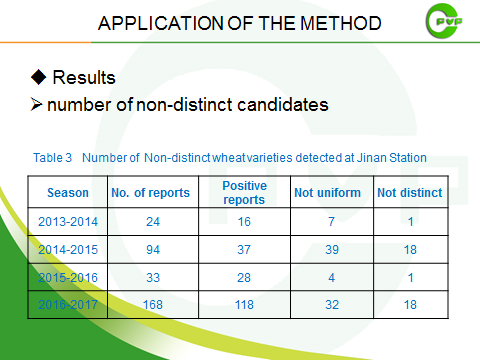 APPLICATION OF THE METHOD
PVP
◆ Results
➢ number of non-distinct candidates
Table 3 Number of Non-distinct wheat varieties detected at Jinan Station
Season No. of reports Positive reports Not uniform Not distinct
2013-2014 24 16 7 1
2014-2015 94 37 39 18
2015-2016 33 28 4 1
2016-2017 168 118 32 18